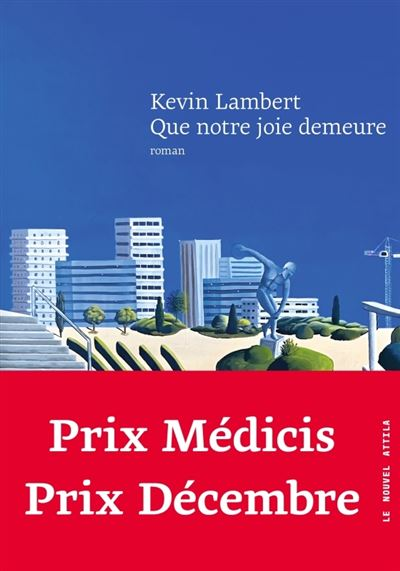 Kevin Lambert
Que notre joie demeure
roman
Prix Médicis
Prix Décembre
LE NOUVEL ATTILA